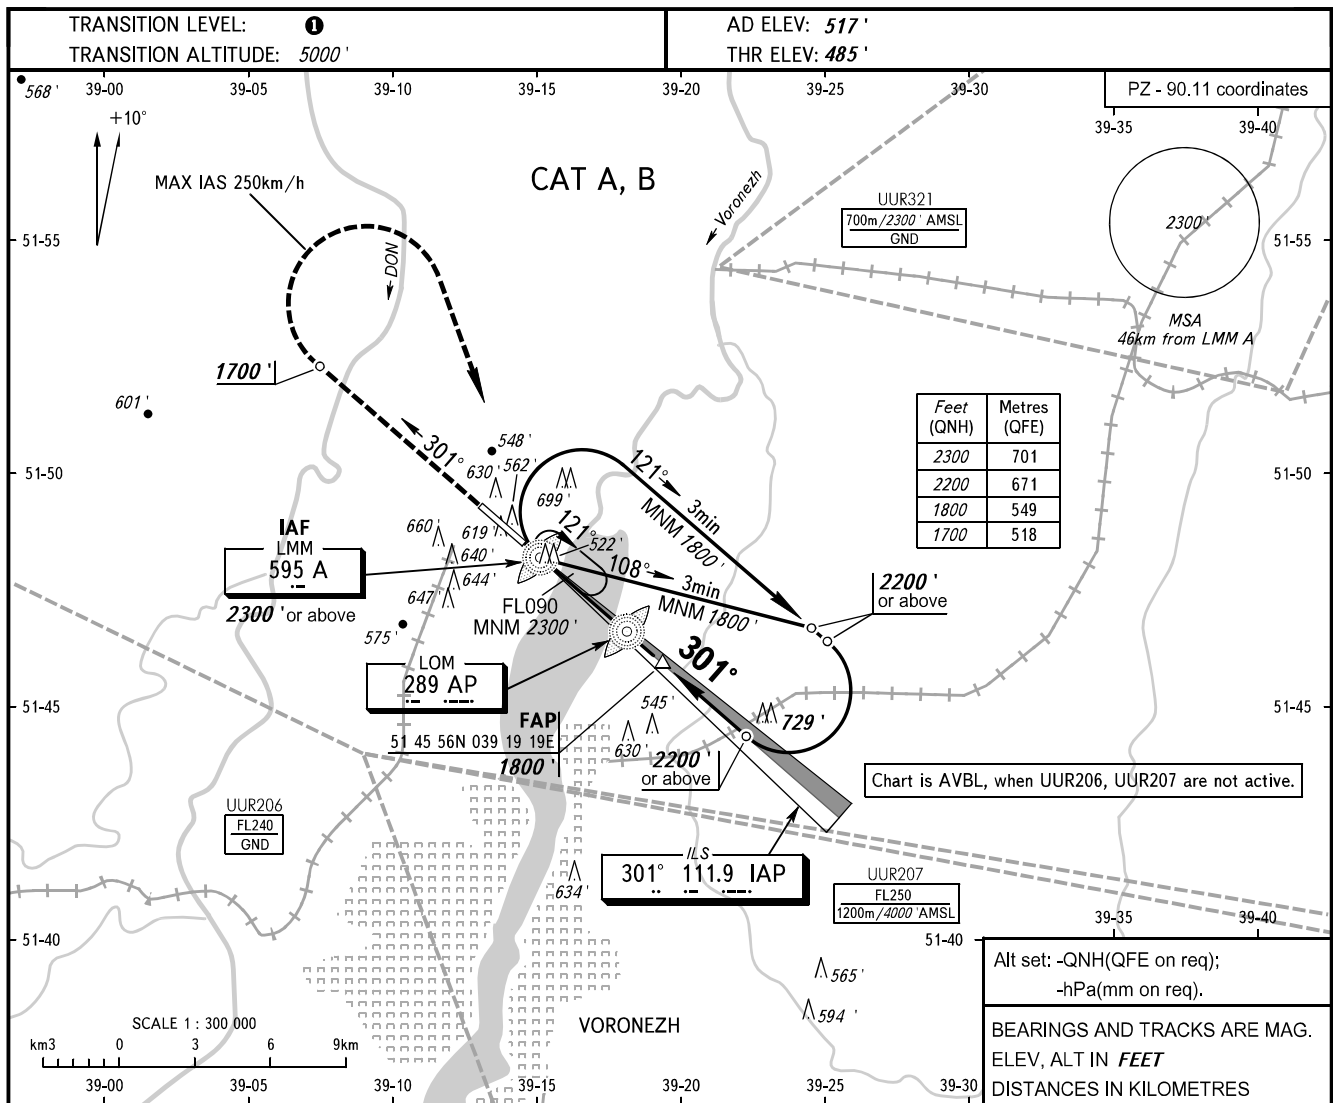 TRANSITION LEVEL: 1
TRANSITION ALTITUDE: 5000 '
AD ELEV: 517 '
THR ELEV: 485 '
568 '
39-00 39-05 39-10 39-15 39-20 39-25 39-30
PZ - 90.11 coordinates
39-35 39-40
+10°
MAX IAS 250km/h
CAT A, B
Voronezh
UUR321
700m/2300 ' AMSL
GND
2300'
51-55
51-55
DON
MSA
46km from LMM A
1700 '
601 '
Feet (QNH) Metres (QFE)
2300 701
2200 671
1800 549
1700 518
301°
548 '
630 '
562 '
699 '
121° 3min
MNM 1800 '
51-50
51-50
IAF
LMM
595 A
2300 ' or above
660 '
619 '
640 '
644 '
647 '
575 '
121°
522 '
108° 3min
MNM 1800 '
FL090
MNM 2300 '
2200 '
or above
LOM
289 AP
301°
FAP
51 45 56N 039 19 19E
1800 '
545 '
630 '
729 '
2200 '
or above
51-45
51-45
Chart is AVBL, when UUR206, UUR207 are not active.
UUR206
FL240
GND
ILS
301° 111.9 IAP
634 '
UUR207
FL250
1200m/4000 'AMSL
39-35 39-40
51-40
51-40
565 '
594 '
Alt set: -QNH(QFE on req);
-hPa(mm on req).
SCALE 1 : 300 000
km3 0 3 6 9km
VORONEZH
BEARINGS AND TRACKS ARE MAG.
ELEV, ALT IN FEET
DISTANCES IN KILOMETRES
39-00 39-05 39-10 39-15 39-20 39-25 39-30